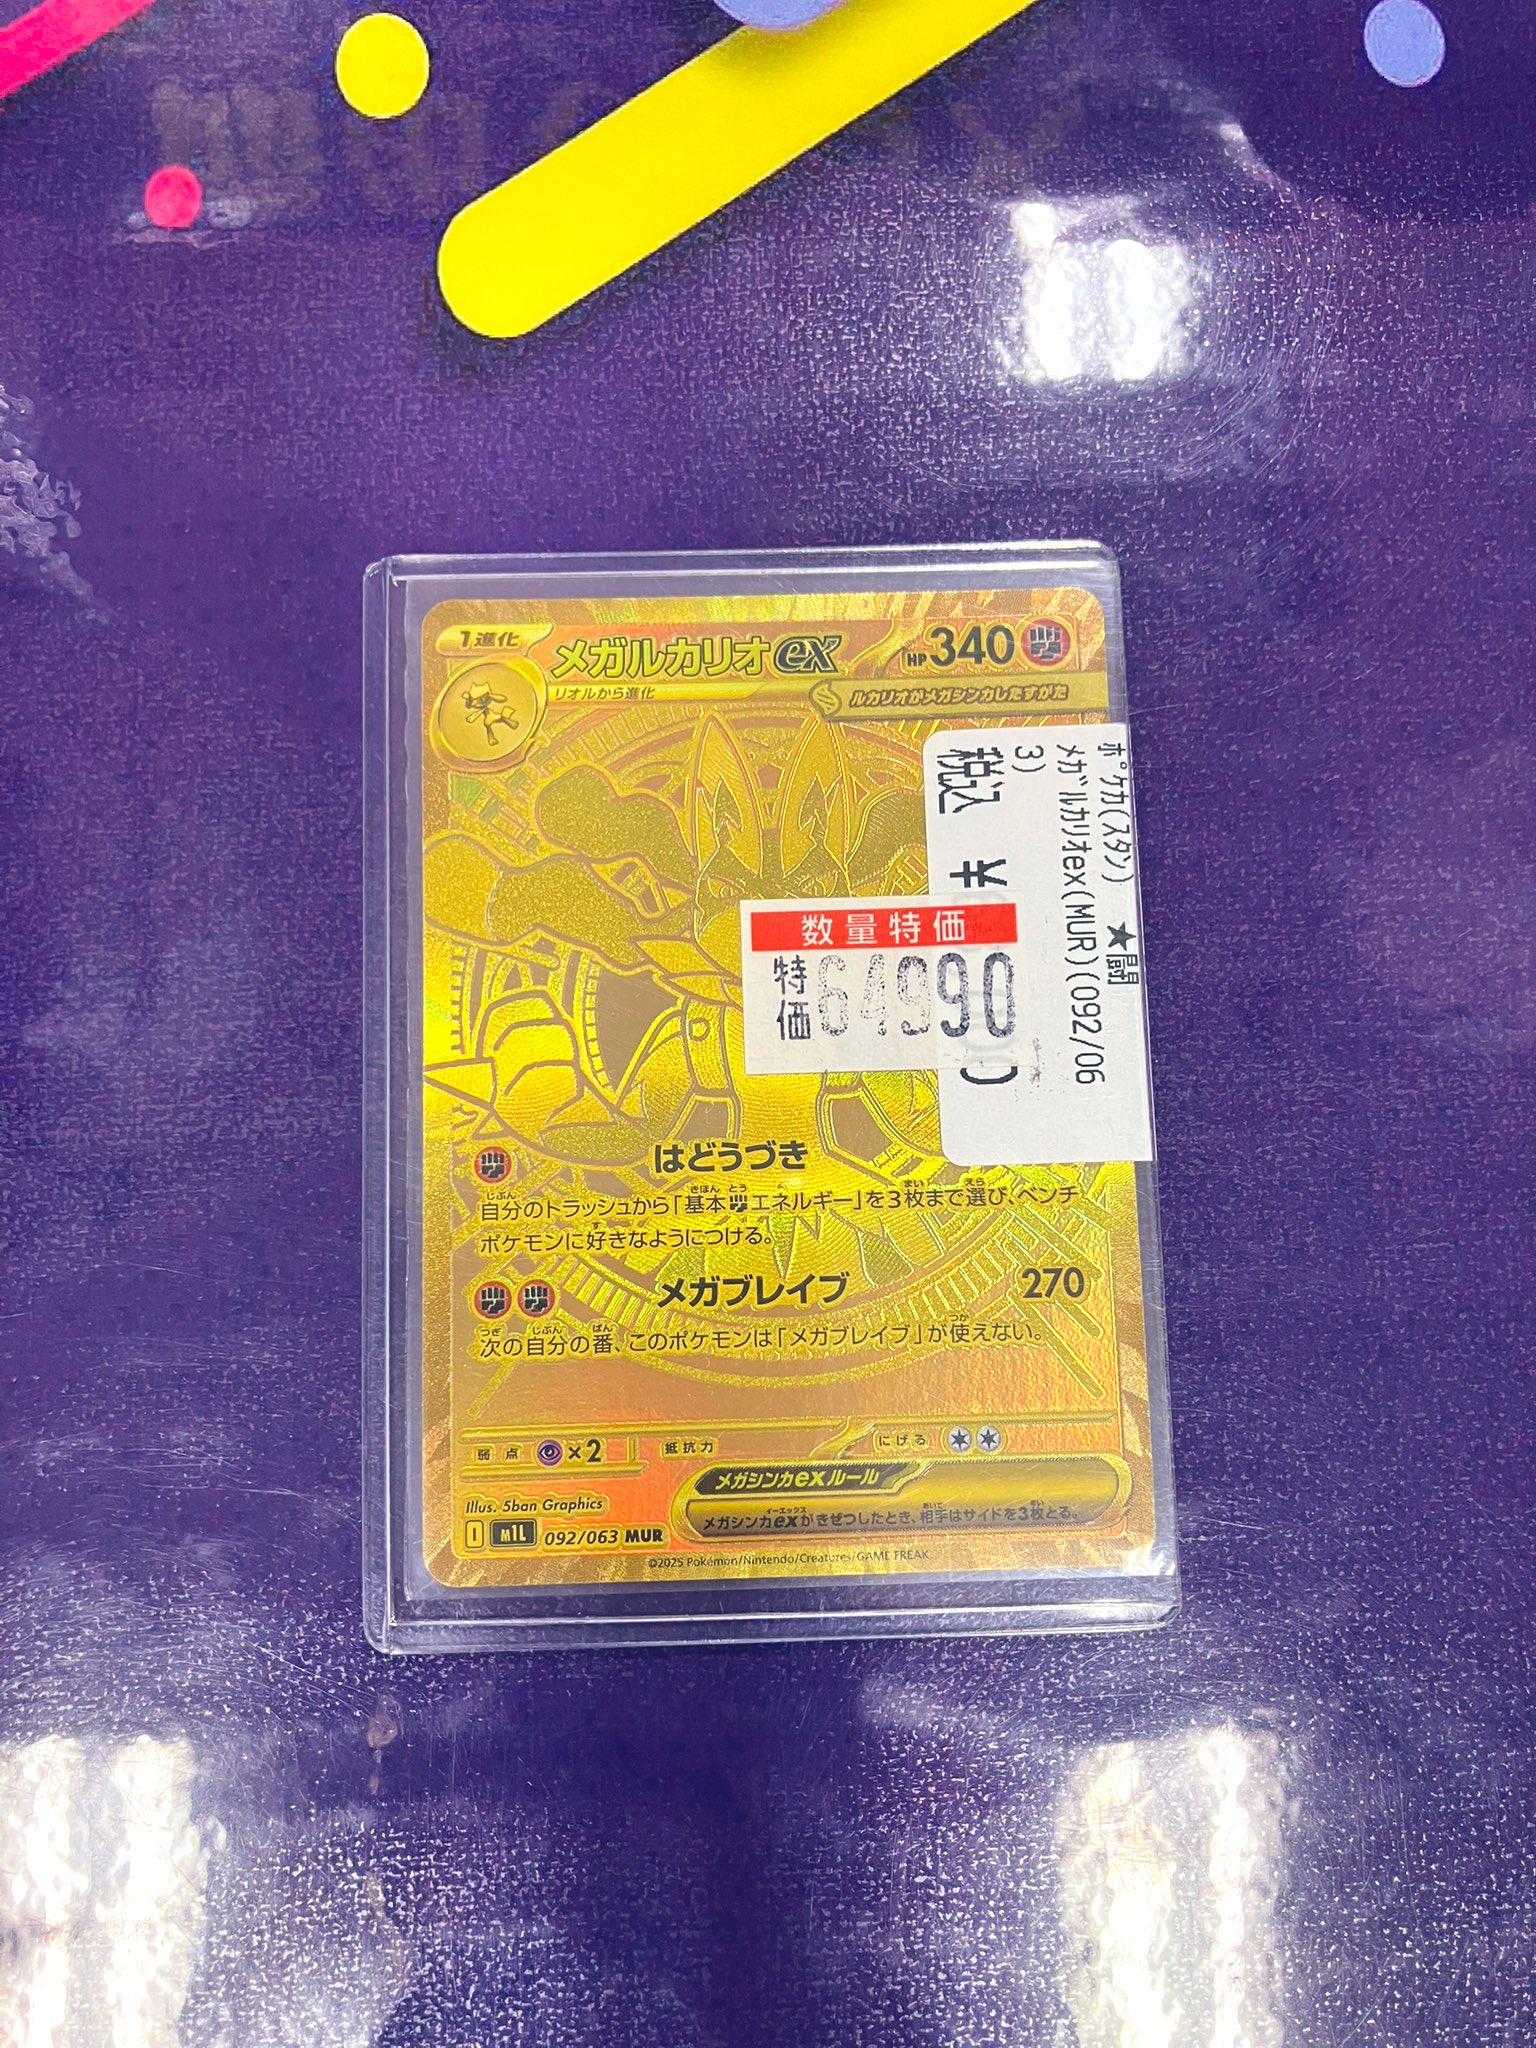 1進化
メガルカリオex
HP 340
リオルから進化
ルカリオがメガシンカしたすがた
ポケカ(スタン) ★闘
メガルカリオex(MUR)(092/06
3)
税込 ¥
数量特価
特価 64990
はどうづき
自分のトラッシュから「基本エネルギー」を3枚まで選び、ベンチ
ポケモンに好きなようにつける。
メガブレイブ 270
次の自分の番、このポケモンは「メガブレイブ」が使えない。
弱点 ×2 抵抗力 にげる
メガシンカexルール
メガシンカexがきぜつしたとき、相手はサイドを3枚とる。
Illus. 5ban Graphics
I M1L 092/063 MUR
©2025 Pokémon/Nintendo/Creatures/GAME FREAK